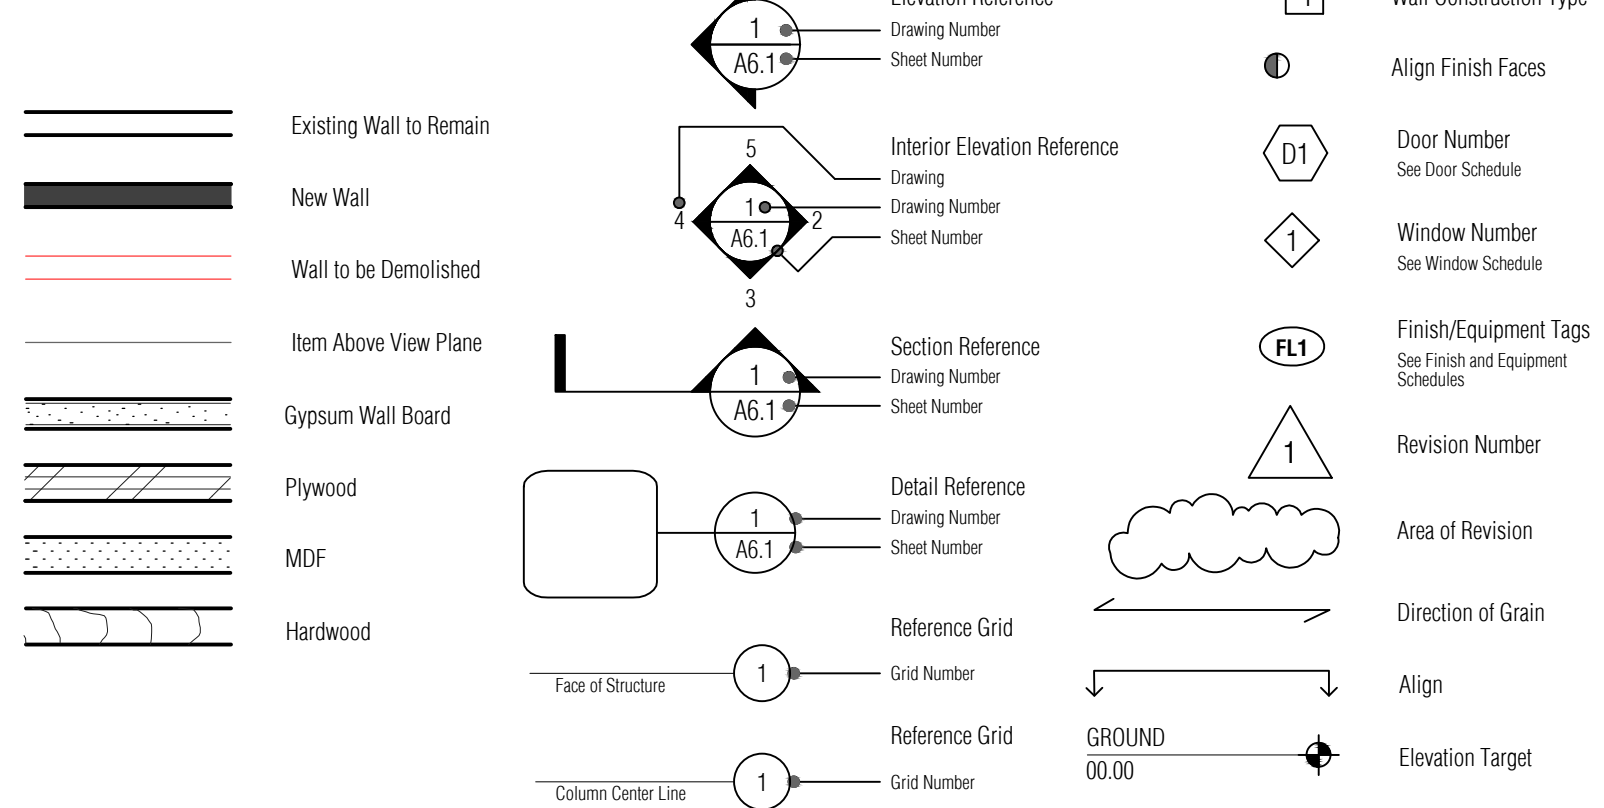 Existing Wall to Remain
New Wall
Wall to be Demolished
Item Above View Plane
Gypsum Wall Board
Plywood
MDF
Hardwood
Elevation Reference
1
Drawing Number
A6.1
Sheet Number
5
Interior Elevation Reference
Drawing
1
Drawing Number
4
2
A6.1
Sheet Number
3
Section Reference
1
Drawing Number
A6.1
Sheet Number
Detail Reference
1
Drawing Number
A6.1
Sheet Number
Reference Grid
1
Grid Number
Face of Structure
Reference Grid
1
Grid Number
Column Center Line
1
Wall Construction Type
Align Finish Faces
D1
Door Number
See Door Schedule
1
Window Number
See Window Schedule
FL1
Finish/Equipment Tags
See Finish and Equipment
Schedules
1
Revision Number
Area of Revision
Direction of Grain
Align
GROUND
00.00
Elevation Target